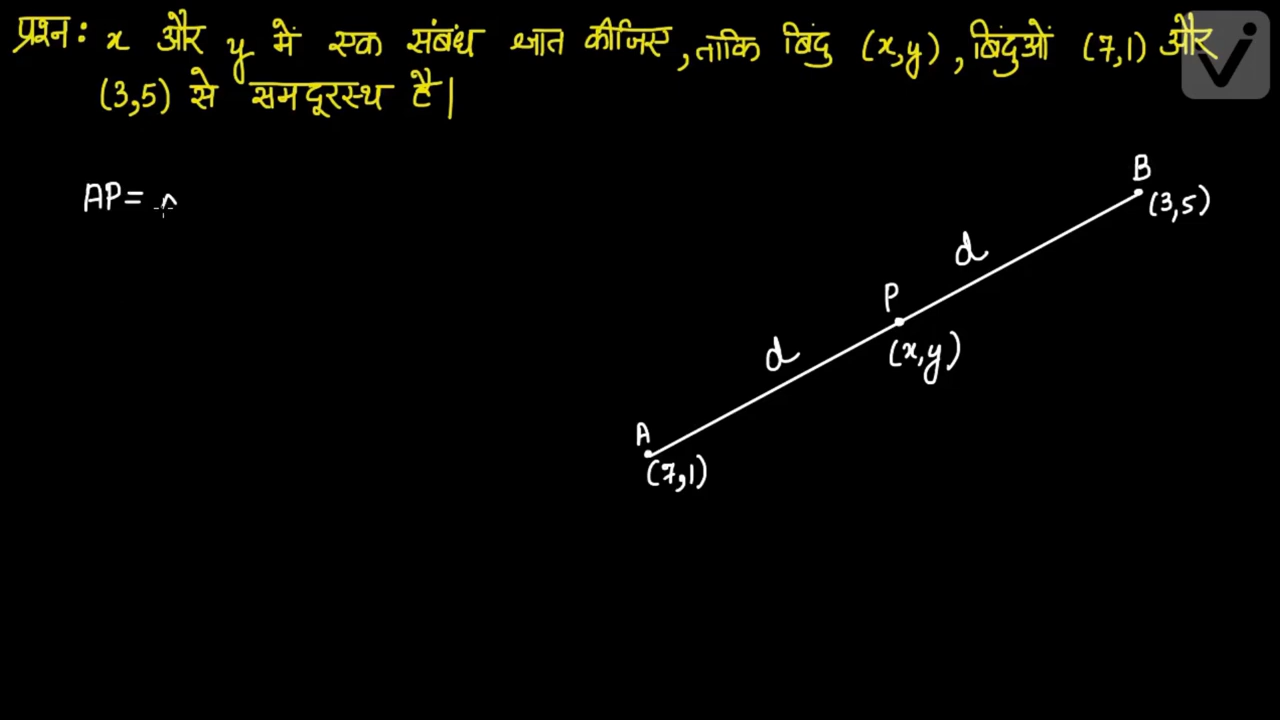 प्रश्न: x और y में एक संबंध ज्ञात कीजिए, ताकि बिंदु (x,y), बिंदुओं (7,1) और
(3,5) से समदूरस्थ है।
AP=
B
(3,5)
d
P
(x,y)
d
A
(7,1)